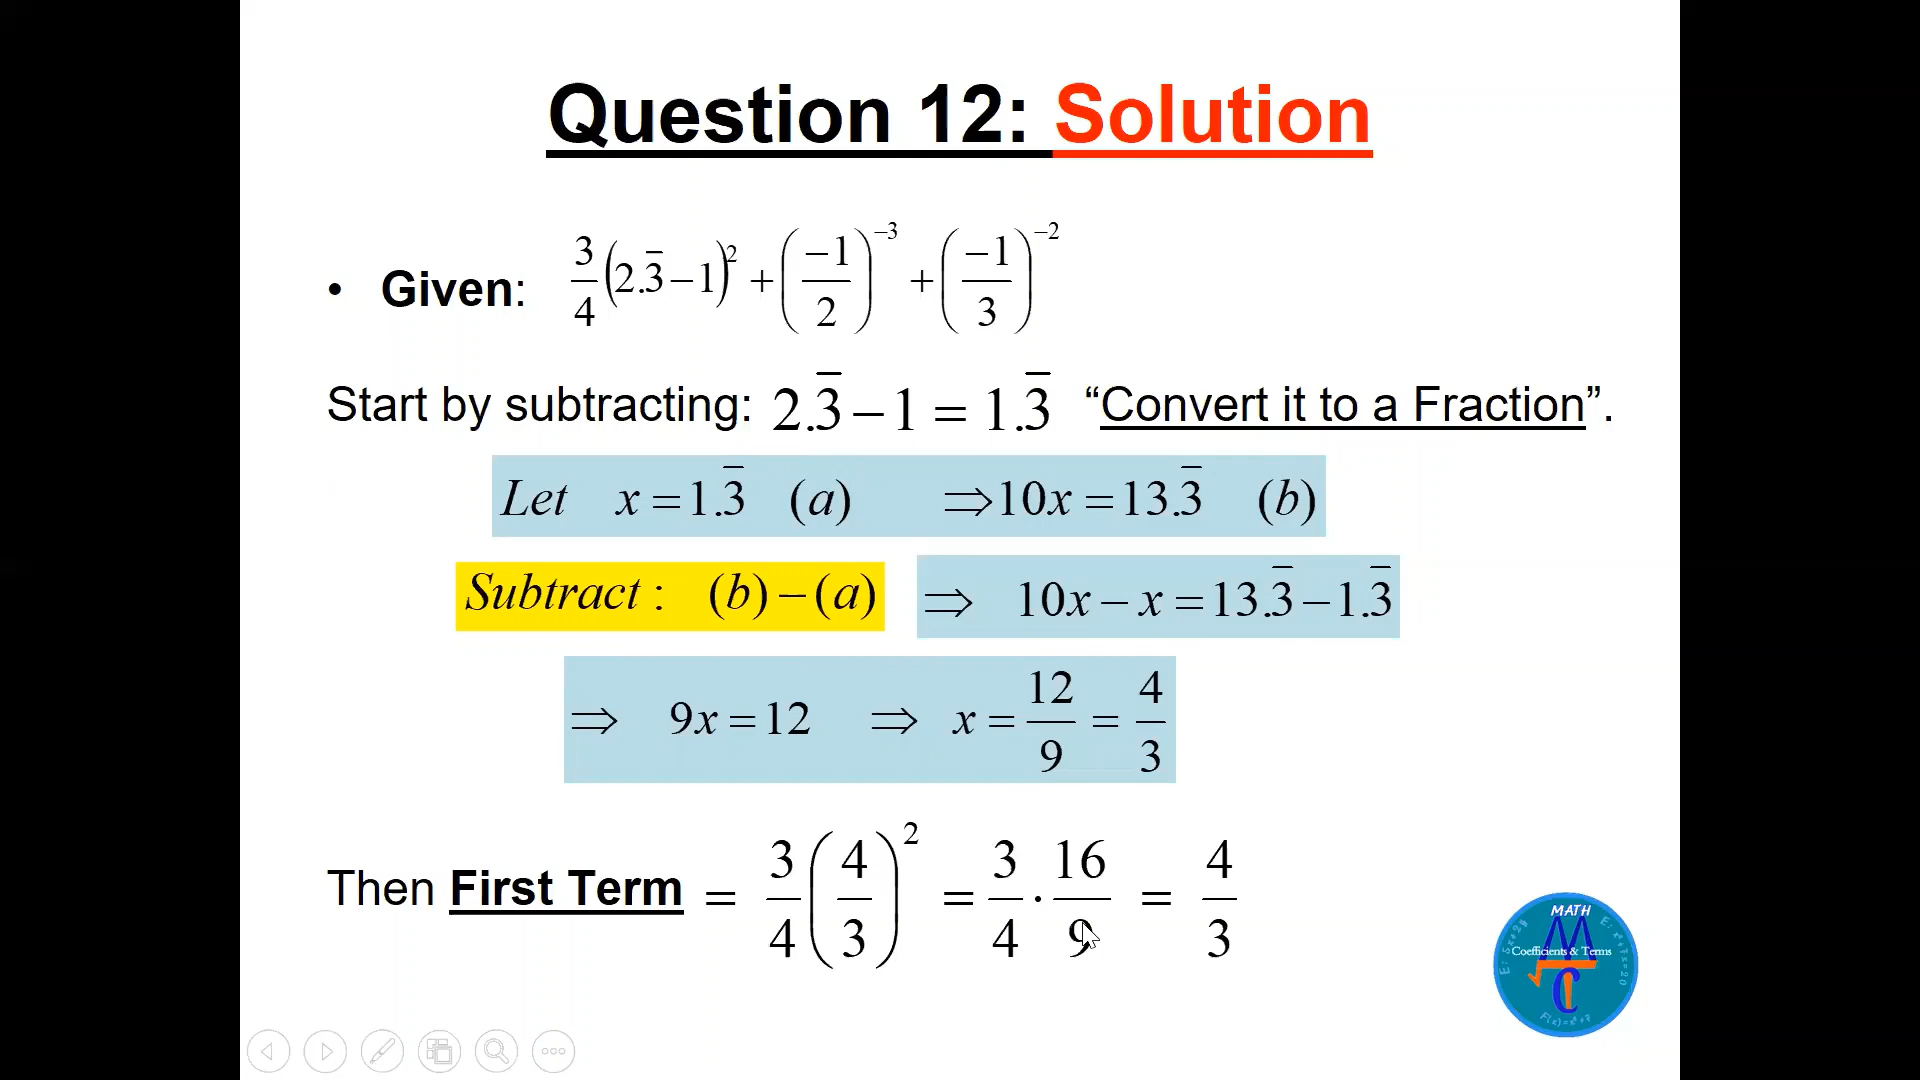 Question 12: Solution
• Given: 3/4 (2.3̅ − 1)² + (−1/2)⁻³ + (−1/3)⁻²
Start by subtracting: 2.3̅ − 1 = 1.3̅ “Convert it to a Fraction”.
Let x = 1.3̅ (a) ⇒ 10x = 13.3̅ (b)
Subtract : (b) − (a) ⇒ 10x − x = 13.3̅ − 1.3̅
⇒ 9x = 12 ⇒ x = 12/9 = 4/3
Then First Term = 3/4 (4/3)² = 3/4 · 16/9 = 4/3
MATH
Coefficients & Terms